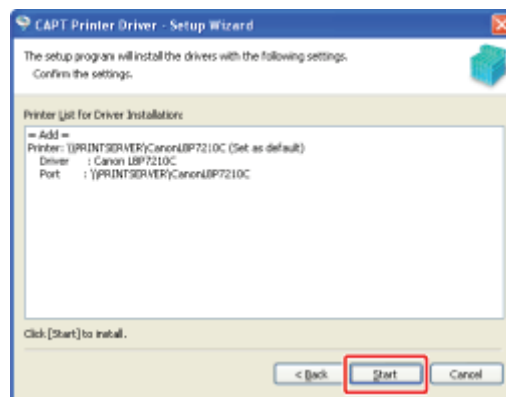 CAPT Printer Driver - Setup Wizard
The setup program will install the drivers with the following settings.
Confirm the settings.
Printer List for Driver Installation:
= Add =
Printer: \\PRINTSERVER\CanonLBP7210C (Set as default)
Driver : Canon LBP7210C
Port : \\PRINTSERVER\CanonLBP7210C
Click [Start] to install.
< Back
Start
Cancel